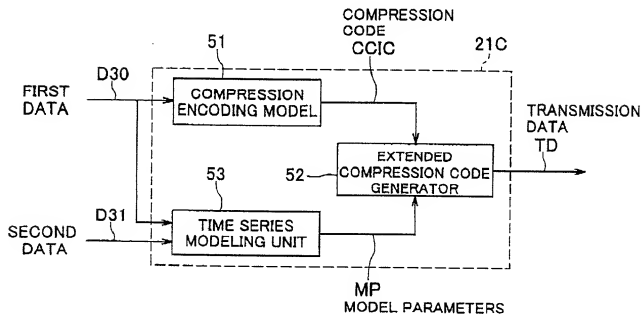 COMPRESSION
CODE
CCIC
21C
51
D30
FIRST
DATA
COMPRESSION
ENCODING MODEL
TRANSMISSION
DATA
TD
52
EXTENDED
COMPRESSION CODE
GENERATOR
53
D31
SECOND
DATA
TIME SERIES
MODELING UNIT
MP
MODEL PARAMETERS